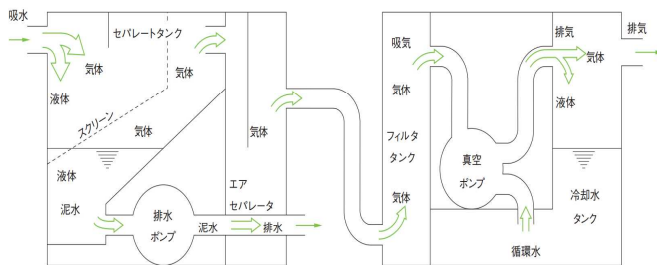 吸水
セパレートタンク
気体
気体
液体
スクリーン
気体
液体
泥水
排水
ポンプ
泥水
排水
気体
エア
セパレータ
吸気
気体
フィルタ
タンク
気体
真空
ポンプ
排気
気体
液体
排気
冷却水
タンク
循環水